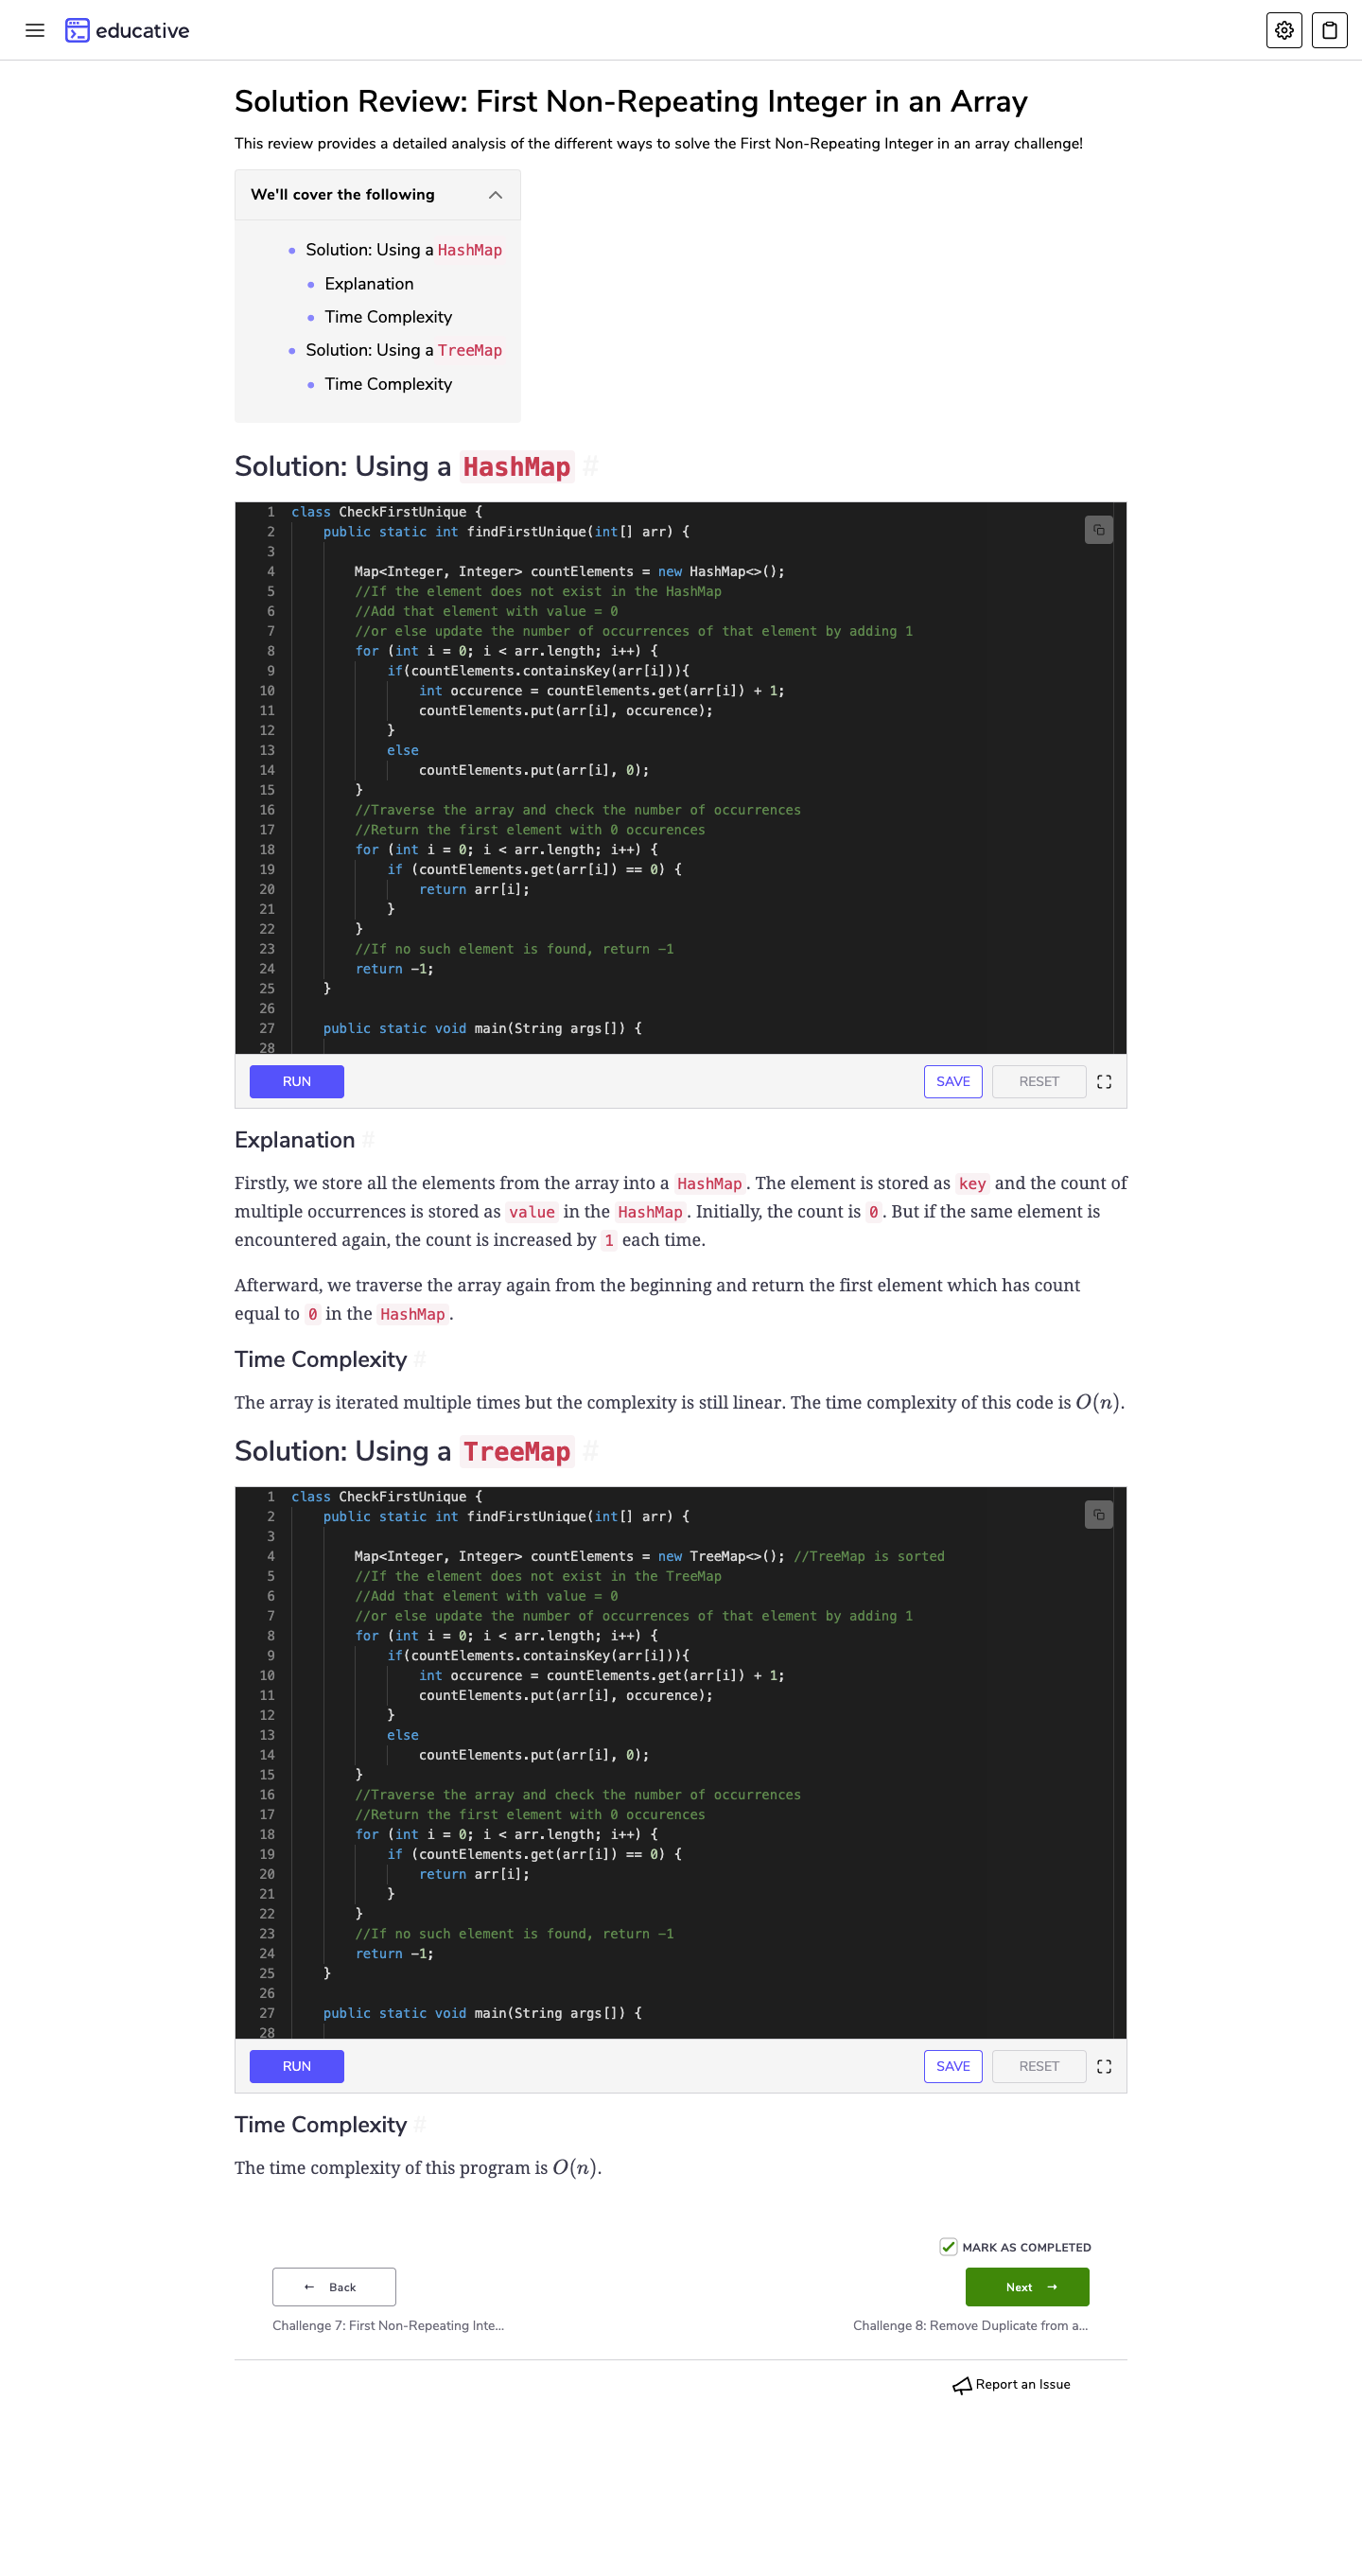 educative
Solution Review: First Non-Repeating Integer in an Array
This review provides a detailed analysis of the different ways to solve the First Non-Repeating Integer in an array challenge!
We'll cover the following
Solution: Using a HashMap
Explanation
Time Complexity
Solution: Using a TreeMap
Time Complexity
Solution: Using a HashMap #
1 class CheckFirstUnique {
2     public static int findFirstUnique(int[] arr) {
3
4         Map<Integer, Integer> countElements = new HashMap<>();
5         //If the element does not exist in the HashMap
6         //Add that element with value = 0
7         //or else update the number of occurrences of that element by adding 1
8         for (int i = 0; i < arr.length; i++) {
9             if(countElements.containsKey(arr[i])){
10                 int occurence = countElements.get(arr[i]) + 1;
11                 countElements.put(arr[i], occurence);
12             }
13             else
14                 countElements.put(arr[i], 0);
15         }
16         //Traverse the array and check the number of occurrences
17         //Return the first element with 0 occurences
18         for (int i = 0; i < arr.length; i++) {
19             if (countElements.get(arr[i]) == 0) {
20                 return arr[i];
21             }
22         }
23         //If no such element is found, return -1
24         return -1;
25     }
26
27     public static void main(String args[]) {
28
RUN
SAVE
RESET
Explanation #
Firstly, we store all the elements from the array into a HashMap. The element is stored as key and the count of
multiple occurrences is stored as value in the HashMap. Initially, the count is 0. But if the same element is
encountered again, the count is increased by 1 each time.
Afterward, we traverse the array again from the beginning and return the first element which has count
equal to 0 in the HashMap.
Time Complexity #
The array is iterated multiple times but the complexity is still linear. The time complexity of this code is O(n).
Solution: Using a TreeMap #
1 class CheckFirstUnique {
2     public static int findFirstUnique(int[] arr) {
3
4         Map<Integer, Integer> countElements = new TreeMap<>(); //TreeMap is sorted
5         //If the element does not exist in the TreeMap
6         //Add that element with value = 0
7         //or else update the number of occurrences of that element by adding 1
8         for (int i = 0; i < arr.length; i++) {
9             if(countElements.containsKey(arr[i])){
10                 int occurence = countElements.get(arr[i]) + 1;
11                 countElements.put(arr[i], occurence);
12             }
13             else
14                 countElements.put(arr[i], 0);
15         }
16         //Traverse the array and check the number of occurrences
17         //Return the first element with 0 occurences
18         for (int i = 0; i < arr.length; i++) {
19             if (countElements.get(arr[i]) == 0) {
20                 return arr[i];
21             }
22         }
23         //If no such element is found, return -1
24         return -1;
25     }
26
27     public static void main(String args[]) {
28
RUN
SAVE
RESET
Time Complexity #
The time complexity of this program is O(n).
MARK AS COMPLETED
← Back
Next →
Challenge 7: First Non-Repeating Inte...
Challenge 8: Remove Duplicate from a...
Report an Issue